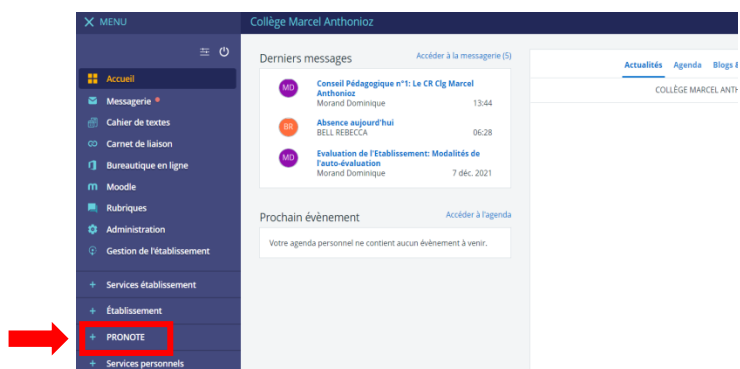 MENU
Collège Marcel Anthonioz
Accueil
Messagerie
Cahier de textes
Carnet de liaison
Bureautique en ligne
Moodle
Rubriques
Administration
Gestion de l'établissement
+ Services établissement
+ Établissement
+ PRONOTE
+ Services personnels
Derniers messages
Accéder à la messagerie (5)
MD
Conseil Pédagogique n°1: Le CR Clg Marcel
Anthonioz
Morand Dominique 13:44
BR
Absence aujourd'hui
BELL REBECCA 06:28
MD
Evaluation de l'Etablissement: Modalités de
l'auto-évaluation
Morand Dominique 7 déc. 2021
Prochain évènement
Accéder à l'agenda
Votre agenda personnel ne contient aucun évènement à venir.
Actualités Agenda Blogs &
COLLÈGE MARCEL ANTH